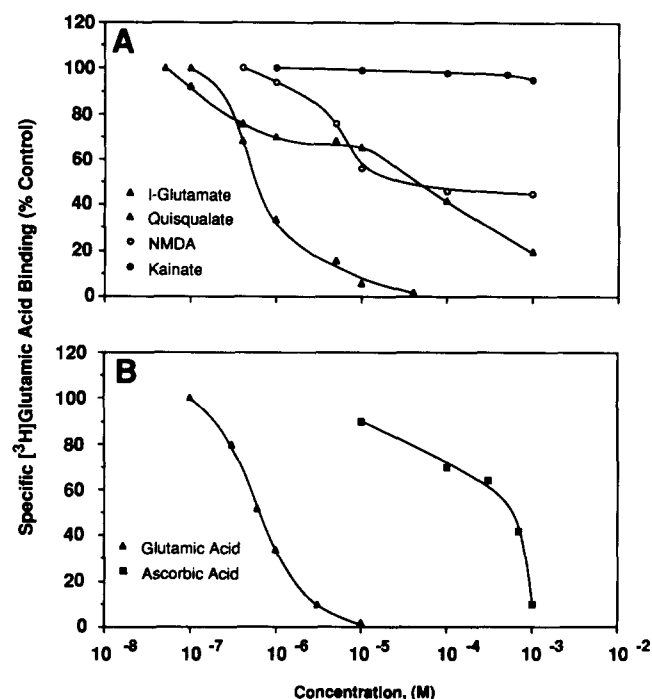 A
120
100
80
60
40
20
0
l-Glutamate
Quisqualate
NMDA
Kainate
Specific [³H]Glutamic Acid Binding (% Control)
B
120
100
80
60
40
20
0
Glutamic Acid
Ascorbic Acid
10⁻⁸ 10⁻⁷ 10⁻⁶ 10⁻⁵ 10⁻⁴ 10⁻³ 10⁻²
Concentration, (M)